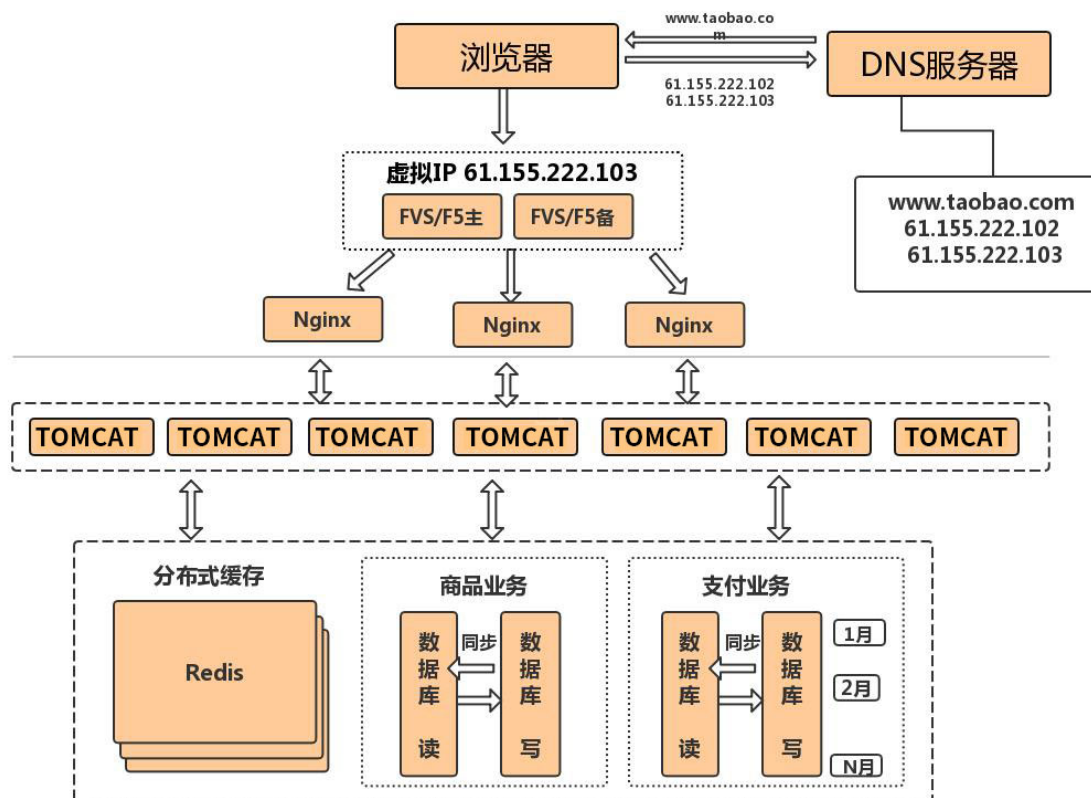 www.taobao.co
m
浏览器
DNS服务器
61.155.222.102
61.155.222.103
虚拟IP 61.155.222.103
FVS/F5主
FVS/F5备
www.taobao.com
61.155.222.102
61.155.222.103
Nginx
Nginx
Nginx
TOMCAT
TOMCAT
TOMCAT
TOMCAT
TOMCAT
TOMCAT
TOMCAT
分布式缓存
Redis
商品业务
数据库 读
同步
数据库 写
支付业务
数据库 读
同步
数据库 写
1月
2月
N月